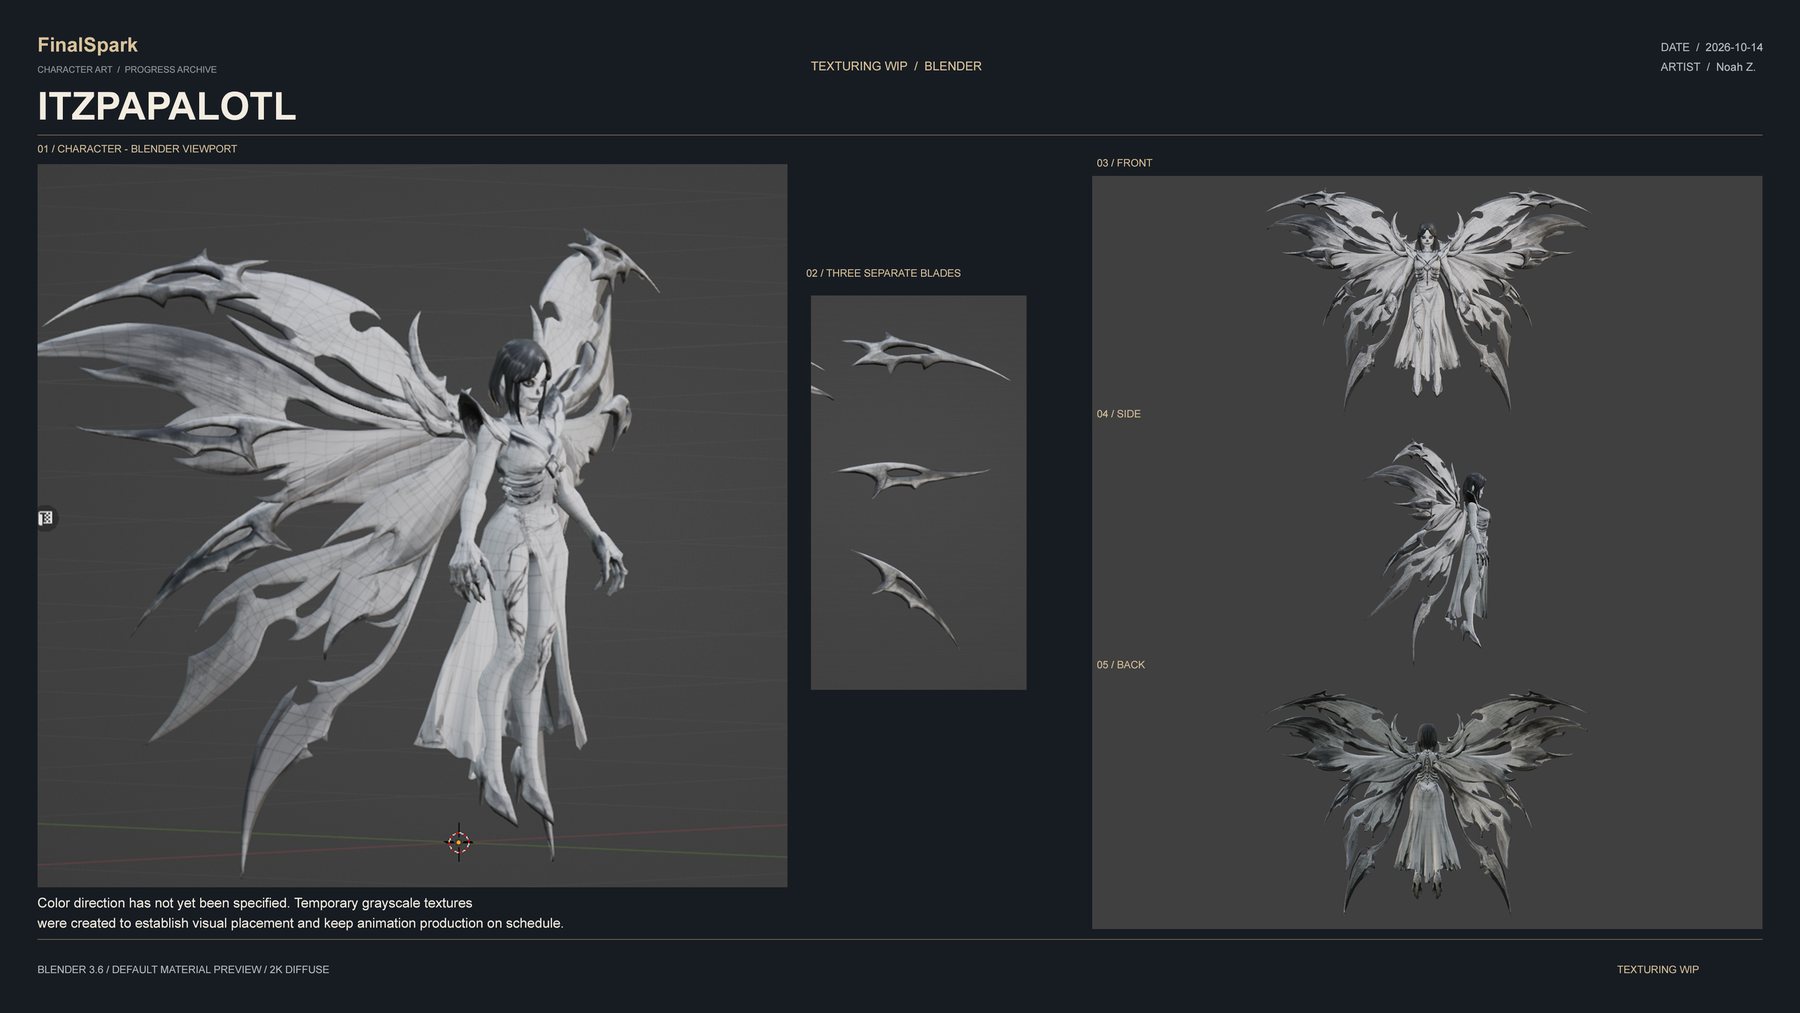 FinalSpark
CHARACTER ART / PROGRESS ARCHIVE
ITZPAPALOTL
TEXTURING WIP / BLENDER
DATE / 2026-10-14
ARTIST / Noah Z.
01 / CHARACTER - BLENDER VIEWPORT
02 / THREE SEPARATE BLADES
03 / FRONT
04 / SIDE
05 / BACK
Color direction has not yet been specified. Temporary grayscale textures
were created to establish visual placement and keep animation production on schedule.
BLENDER 3.6 / DEFAULT MATERIAL PREVIEW / 2K DIFFUSE
TEXTURING WIP